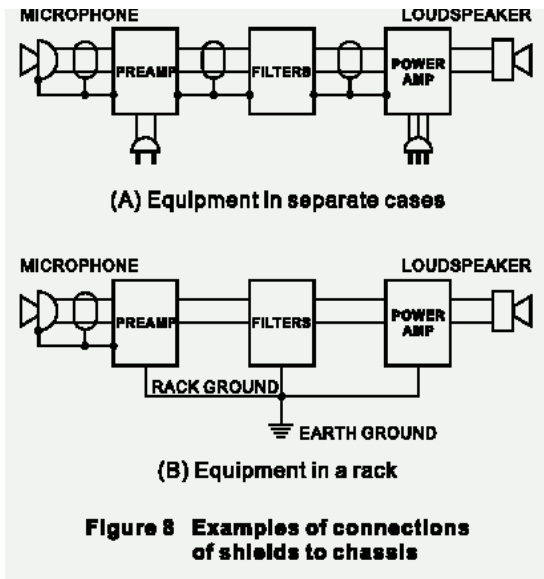 MICROPHONE LOUDSPEAKER
PREAMP FILTERS POWER
AMP
(A) Equipment in separate cases
MICROPHONE LOUDSPEAKER
PREAMP FILTERS POWER
AMP
RACK GROUND
EARTH GROUND
(B) Equipment in a rack
Figure 8 Examples of connections
of shields to chassis